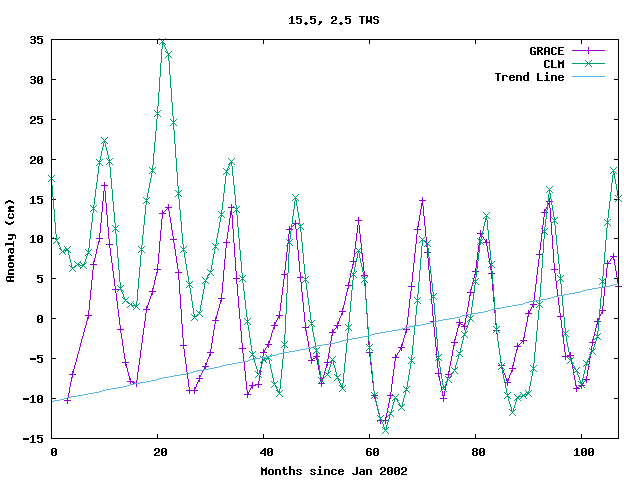 15.5, 2.5 TWS
GRACE
CLM
Trend Line
35
30
25
20
15
10
5
0
-5
-10
-15
Anomaly (cm)
0 20 40 60 80 100
Months since Jan 2002